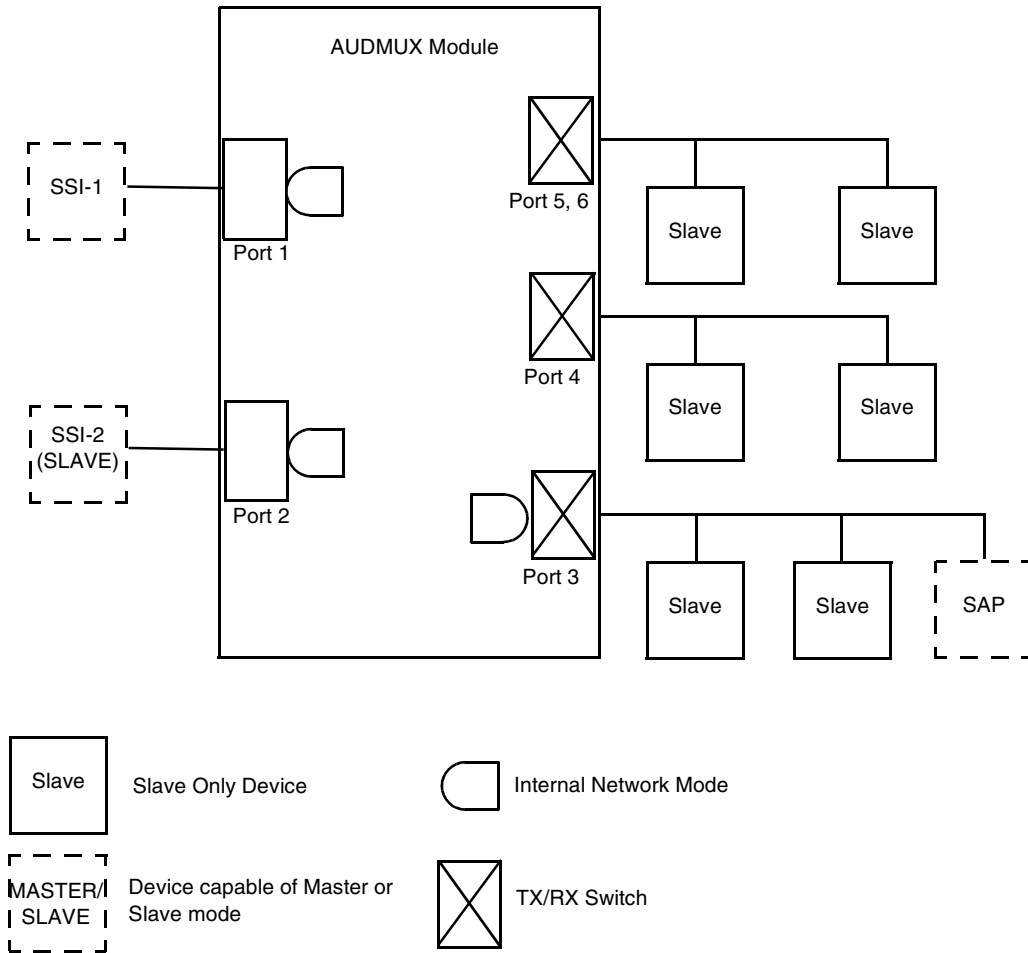 AUDMUX Module
SSI-1
Port 1
Port 5, 6
Slave
Slave
Port 4
Slave
Slave
SSI-2
(SLAVE)
Port 2
Port 3
Slave
Slave
SAP
Slave
Slave Only Device
Internal Network Mode
MASTER/
SLAVE
Device capable of Master or
Slave mode
TX/RX Switch